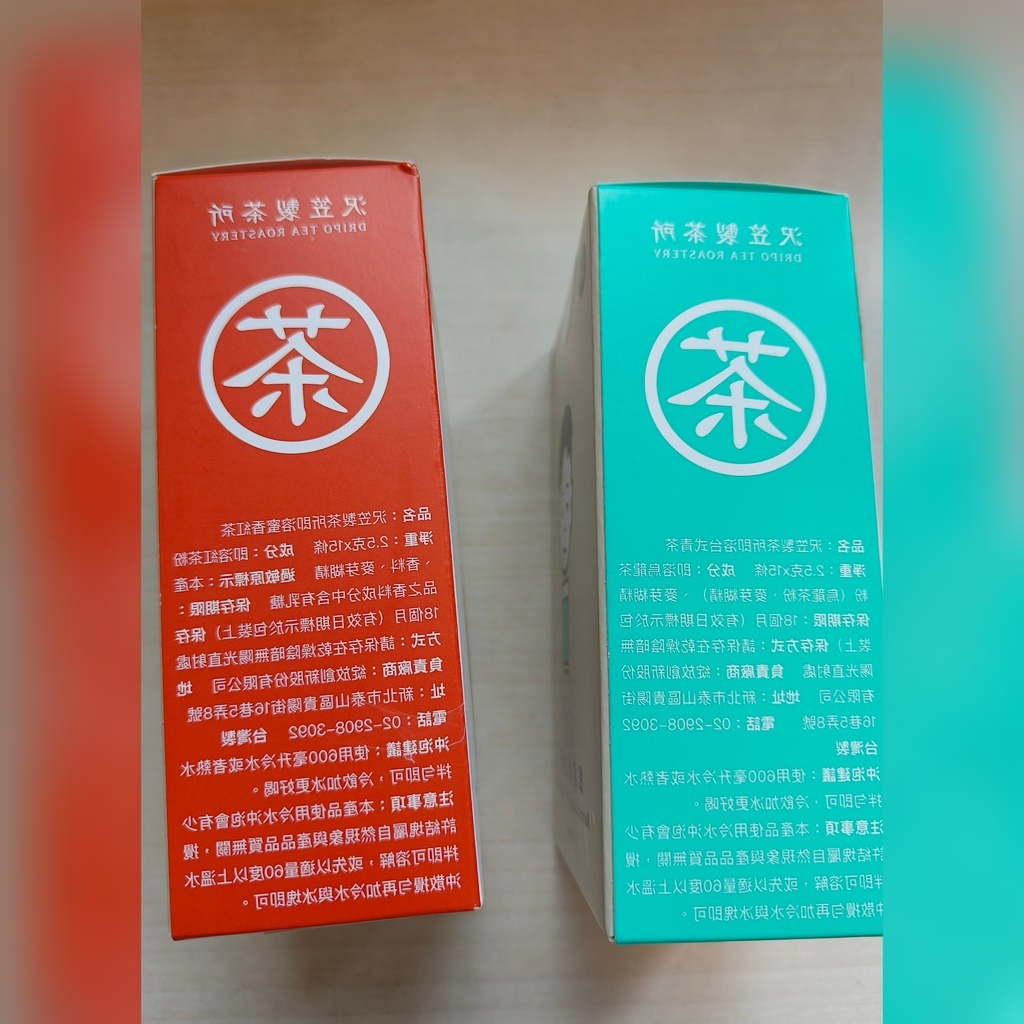 沢笠製茶所
DRIPO TEA ROASTERY
茶
品名：沢笠製茶所即溶蜜香紅茶
淨重：2.5克x15條 成分：即溶紅茶粉
、香料、麥芽糊精 過敏原標示：本產
品之香料成分中含有乳糖 保存期限：
18個月（有效日期標示於包裝上）保存
方式：請保存在乾燥陰暗無陽光直射處
負責廠商：綻放創新股份有限公司 地
址：新北市泰山區貴陽街16巷5弄8號
電話：02-2908-3092 台灣製
沖泡建議：使用600毫升冷水或者熱水
拌勻即可，冷飲加冰更好喝。
注意事項：本產品使用冷水沖泡會有少
許結塊屬自然現象與產品品質無關，攪
拌即可溶解，或先以適量60度以上溫水
沖散攪勻再加冷水與冰塊即可。
沢笠製茶所
DRIPO TEA ROASTERY
茶
品名：沢笠製茶所即溶台式青茶
淨重：2.5克x15條 成分：即溶烏龍茶
粉（烏龍茶粉、麥芽糊精）、麥芽糊精
保存期限：18個月（有效日期標示於包
裝上）保存方式：請保存在乾燥陰暗無
陽光直射處 負責廠商：綻放創新股份
有限公司 地址：新北市泰山區貴陽街
16巷5弄8號 電話：02-2908-3092
台灣製
沖泡建議：使用600毫升冷水或者熱水
拌勻即可，冷飲加冰更好喝。
注意事項：本產品使用冷水沖泡會有少
許結塊屬自然現象與產品品質無關，攪
拌即可溶解，或先以適量60度以上溫水
沖散攪勻再加冷水與冰塊即可。